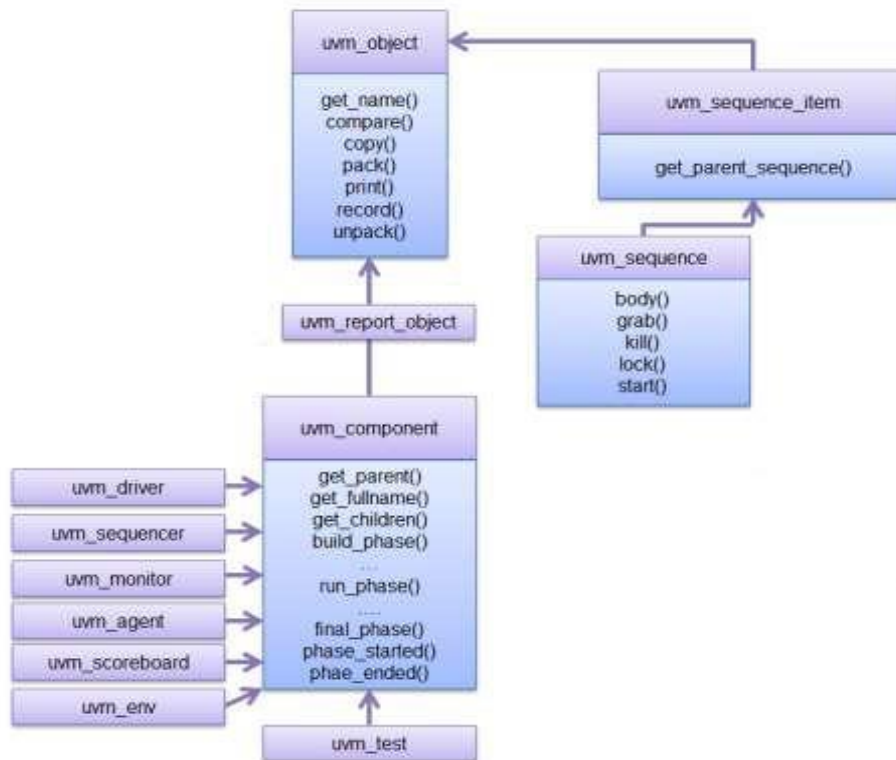 uvm_object
get_name()
compare()
copy()
pack()
print()
record()
unpack()
uvm_sequence_item
get_parent_sequence()
uvm_sequence
body()
grab()
kill()
lock()
start()
uvm_report_object
uvm_component
get_parent()
get_fullname()
get_children()
build_phase()
...
run_phase()
....
final_phase()
phase_started()
phae_ended()
uvm_driver
uvm_sequencer
uvm_monitor
uvm_agent
uvm_scoreboard
uvm_env
uvm_test